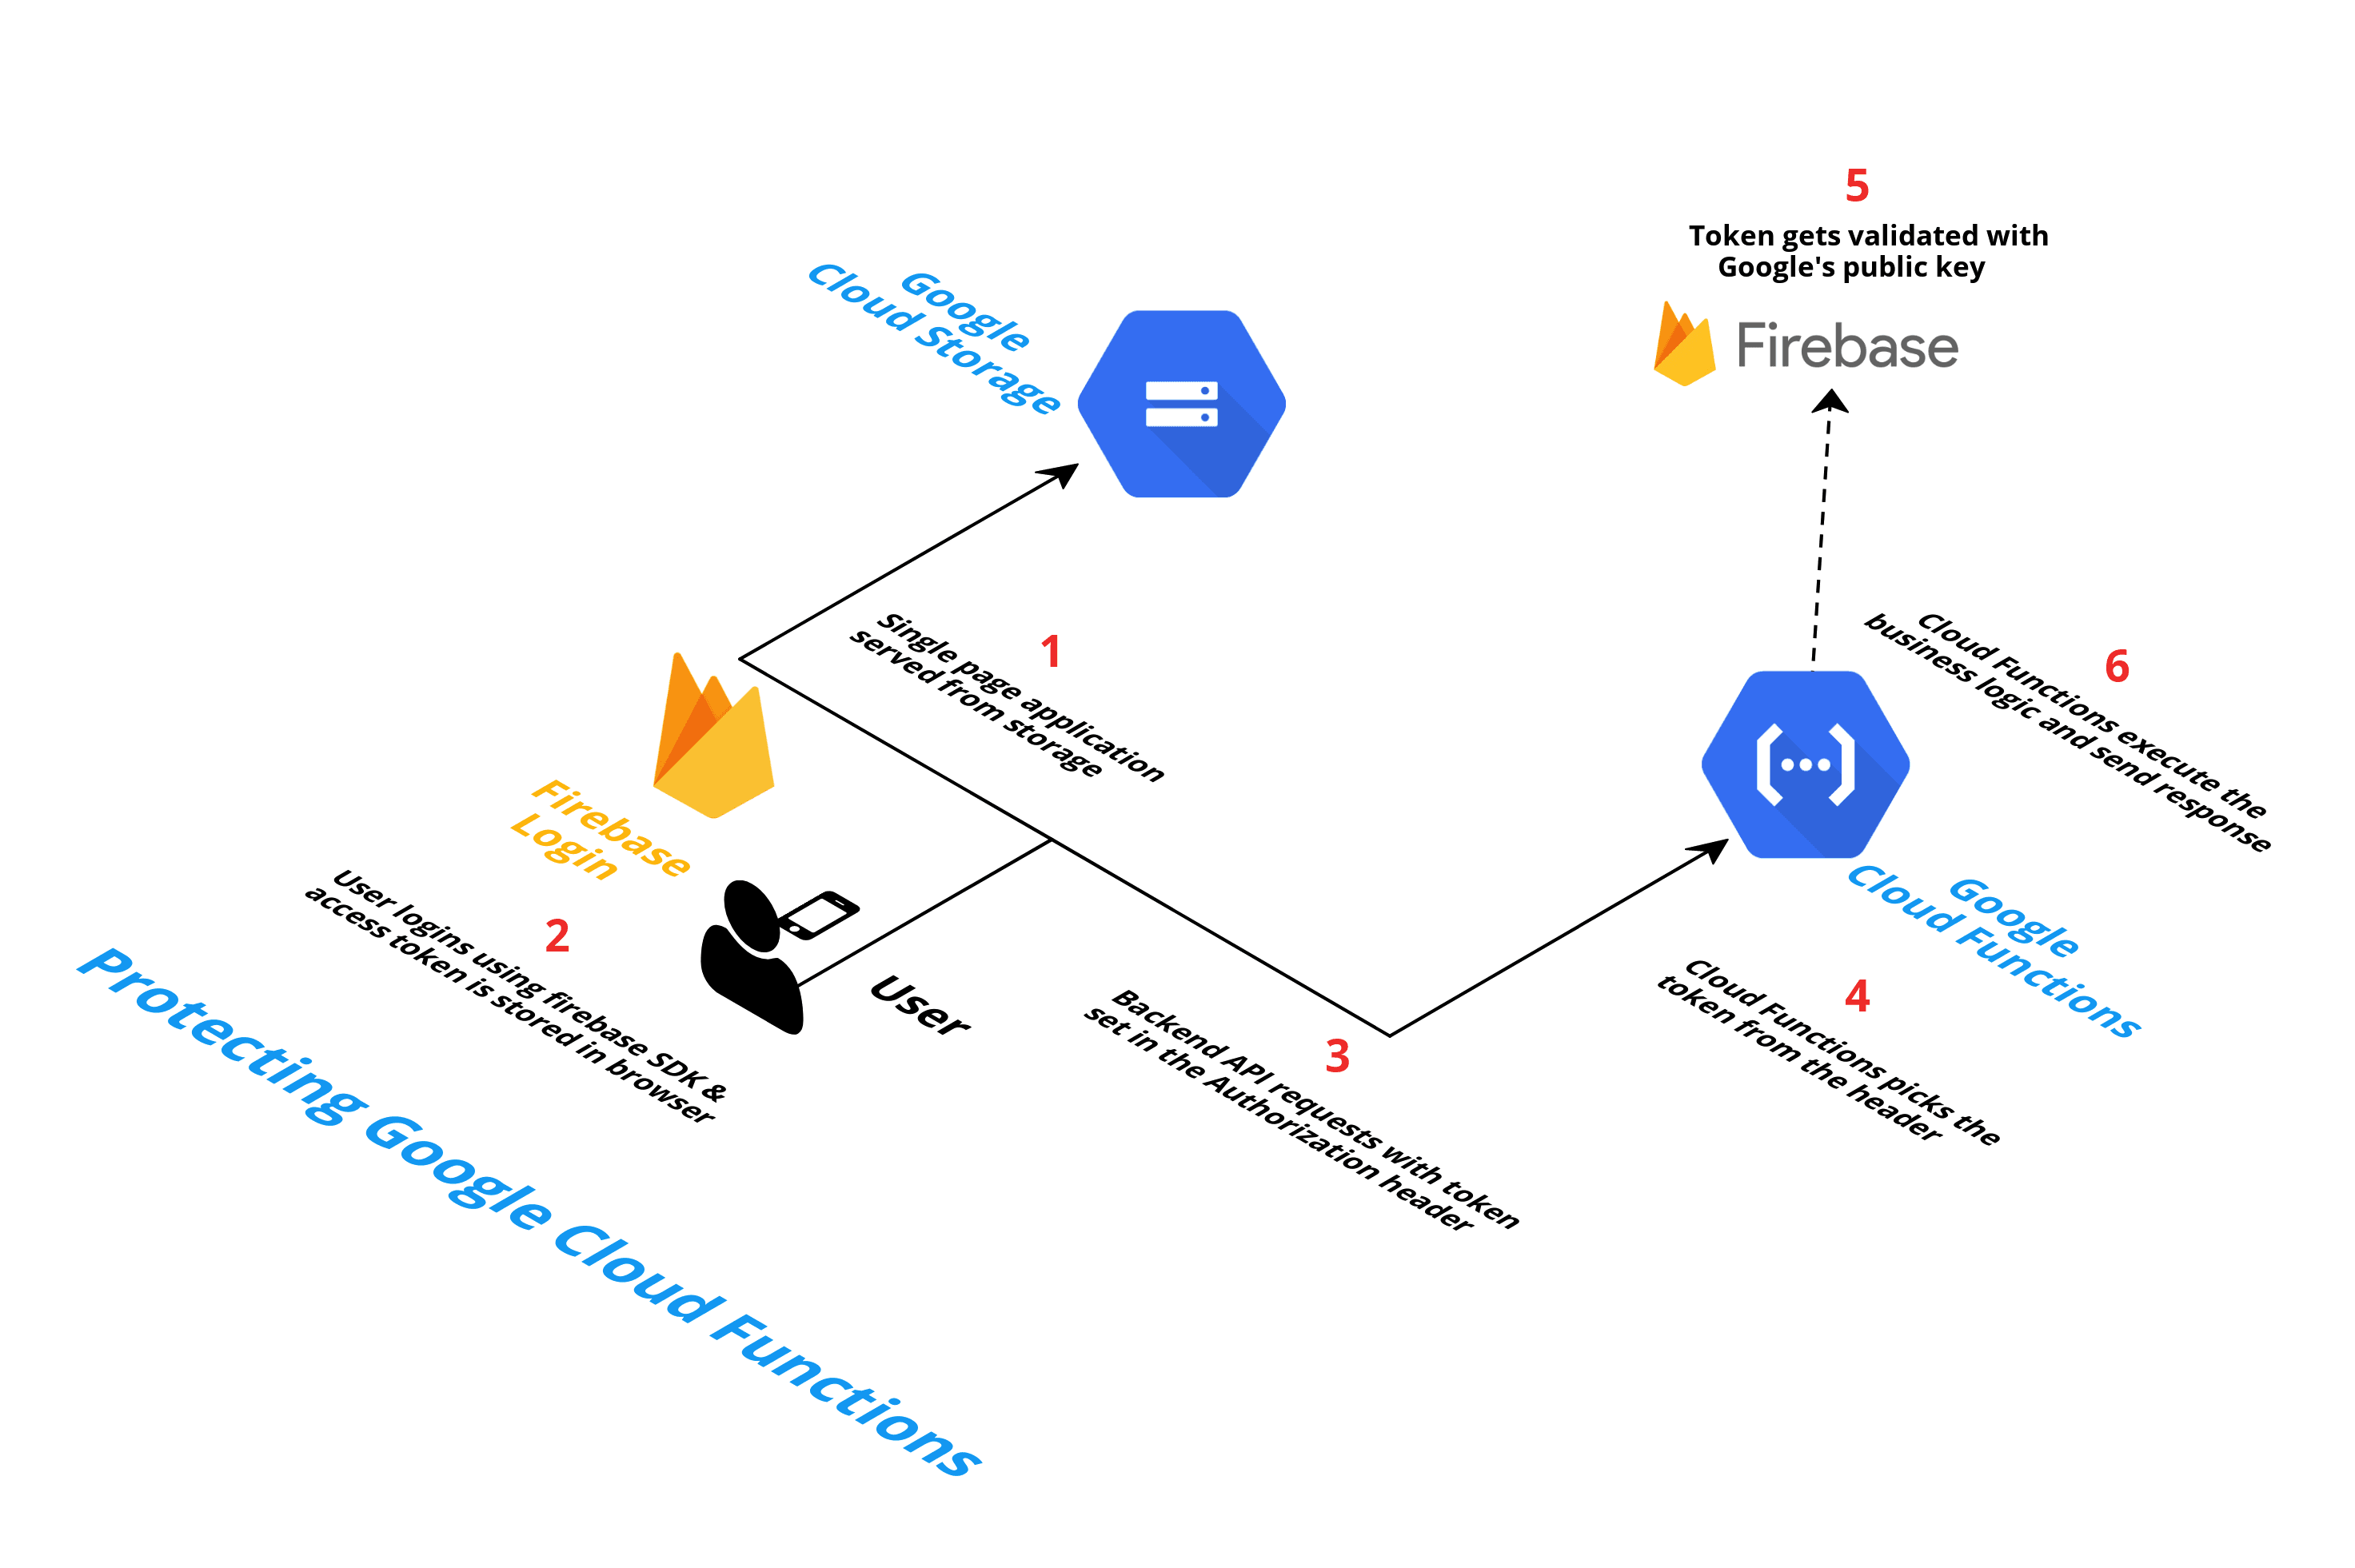 5
Token gets validated with
Google's public key
Firebase
Google
Cloud Storage
1
Single page application
served from storage
6
Cloud Functions execute the
business logic and send response
Firebase
Login
2
User logins using firebase SDK &
access token is stored in browser
User
Google
Cloud Functions
4
Cloud Functions picks the
token from the header
3
Backend API requests with token
set in the Authorization header
Protecting Google Cloud Functions